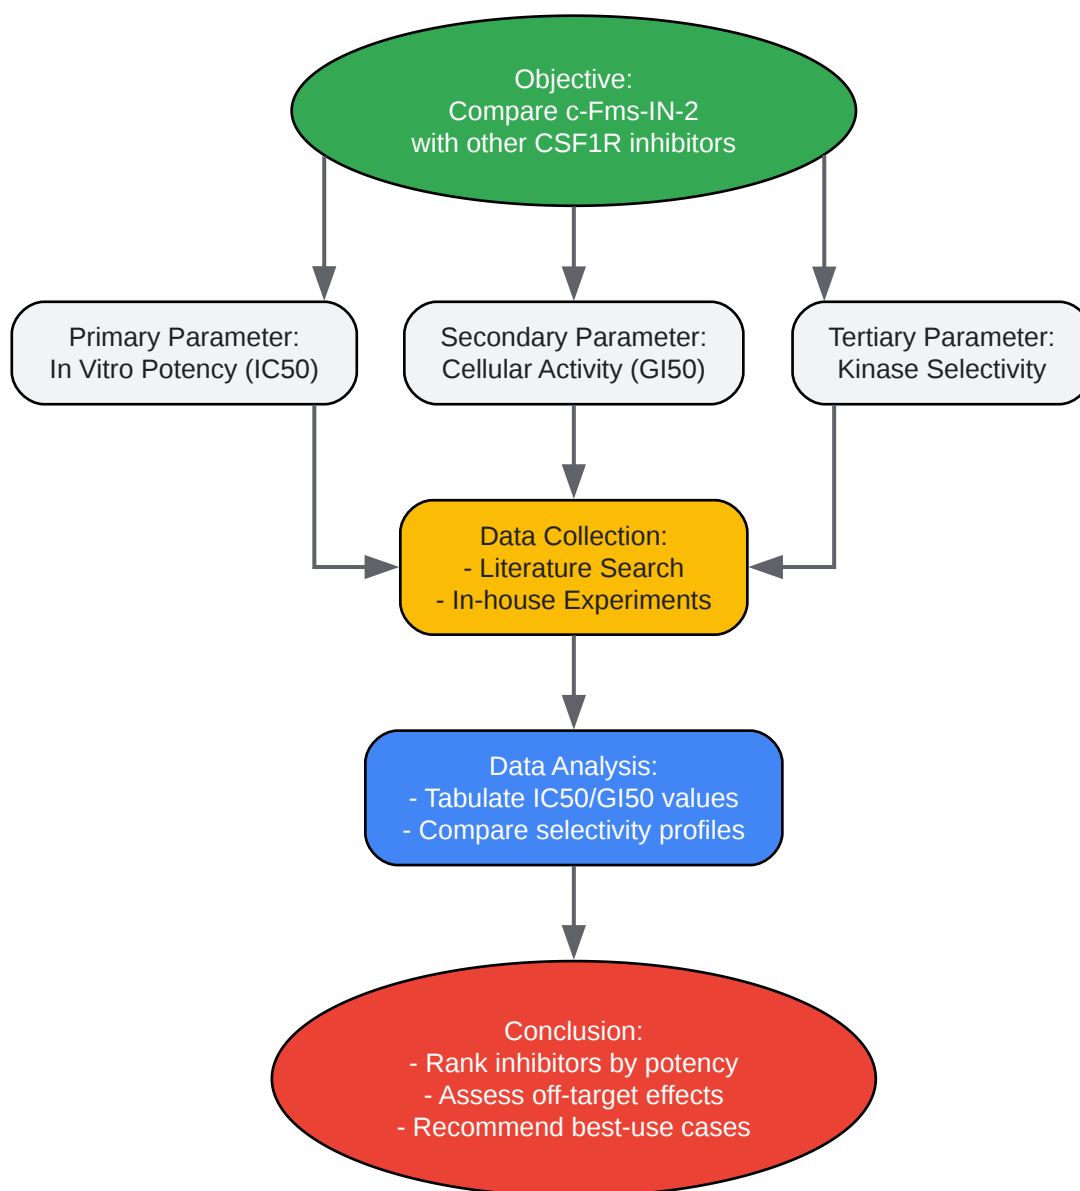 Objective:
Compare c-Fms-IN-2
with other CSF1R inhibitors
Primary Parameter:
In Vitro Potency (IC50)
Secondary Parameter:
Cellular Activity (GI50)
Tertiary Parameter:
Kinase Selectivity
Data Collection:
- Literature Search
- In-house Experiments
Data Analysis:
- Tabulate IC50/GI50 values
- Compare selectivity profiles
Conclusion:
- Rank inhibitors by potency
- Assess off-target effects
- Recommend best-use cases